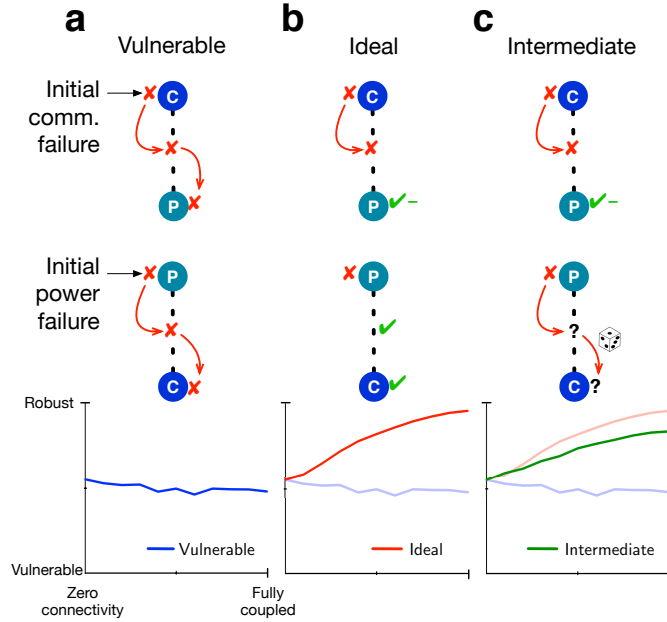 a
b
c
Vulnerable
Ideal
Intermediate
Initial
comm.
failure
C
C
C
P
P
P
Initial
power
failure
P
P
P
?
C
C
C
?
Robust
Vulnerable
Ideal
Intermediate
Vulnerable
Zero
connectivity
Fully
coupled